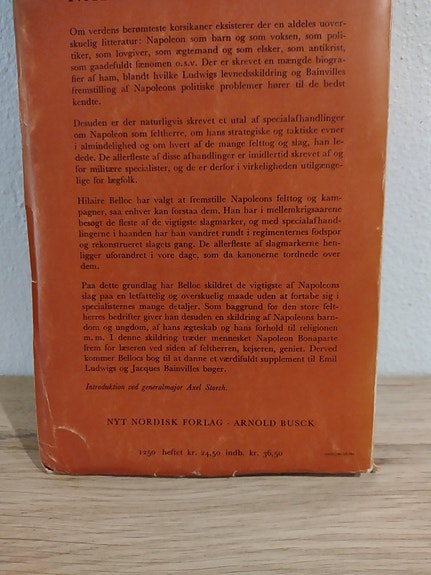 Om verdens berømteste korsikaner eksisterer der en aldeles uover-
skuelig litteratur: Napoleon som barn og som voksen, som poli-
tiker, som lovgiver, som ægtemand og som elsker, som antikrist,
som gaadefuldt fænomen o.s.v. Der er skrevet en mængde biogra-
fier af ham, blandt hvilke Ludwigs levnedsskildring og Bainvilles
fremstilling af Napoleons politiske problemer hører til de bedst
kendte.
Desuden er der naturligvis skrevet et utal af specialafhandlinger
om Napoleon som feltherre, om hans strategiske og taktiske evner
i almindelighed og om hvert af de mange felttog og slag, han le-
dede. De allerfleste af disse afhandlinger er imidlertid skrevet af og
for militære specialister, og de er derfor i virkeligheden utilgænge-
lige for lægfolk.
Hilaire Belloc har valgt at fremstille Napoleons felttog og kam-
pagner, saa enhver kan forstaa dem. Han har i mellemkrigsaarene
besøgt de fleste af de vigtigste slagmarker, og med specialafhand-
lingerne i haanden har han vandret rundt i regimenternes fodspor
og rekonstrueret slagets gang. De allerfleste af slagmarkerne hen-
ligger uforandret i vore dage, som da kanonerne tordnede over
dem.
Paa dette grundlag har Belloc skildret de vigtigste af Napoleons
slag paa en letfattelig og overskuelig maade uden at fortabe sig i
specialisternes mange detaljer. Som baggrund for den store felt-
herres bedrifter giver han desuden en skildring af Napoleons barn-
dom og ungdom, af hans ægteskab og hans forhold til religionen
m. m. I denne skildring træder mennesket Napoleon Bonaparte
frem for læseren ved siden af feltherren, kejseren, geniet. Derved
kommer Bellocs bog til at danne et værdifuldt supplement til Emil
Ludwigs og Jacques Bainvilles bøger.
Introduktion ved generalmajor Axel Storch.
NYT NORDISK FORLAG · ARNOLD BUSCK
1250 heftet kr. 24,50 indb. kr. 36,50